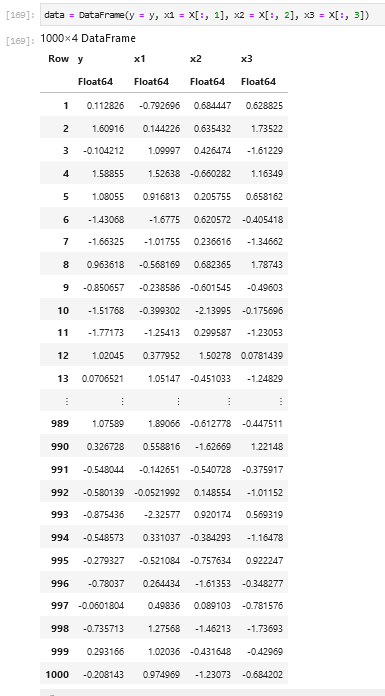 [169]: data = DataFrame(y = y, x1 = X[:, 1], x2 = X[:, 2], x3 = X[:, 3])
[169]: 1000×4 DataFrame
Row y x1 x2 x3
Float64 Float64 Float64 Float64
1 0.112826 -0.792696 0.684447 0.628825
2 1.60916 0.144226 0.635432 1.73522
3 -0.104212 1.09997 0.426474 -1.61229
4 1.58855 1.52638 -0.660282 1.16349
5 1.08055 0.916813 0.205755 0.658162
6 -1.43068 -1.6775 0.620572 -0.405418
7 -1.66325 -1.01755 0.236616 -1.34662
8 0.963618 -0.568169 0.682365 1.78743
9 -0.850657 -0.238586 -0.601545 -0.49603
10 -1.51768 -0.399302 -2.13995 -0.175696
11 -1.77173 -1.25413 0.299587 -1.23053
12 1.02045 0.377952 1.50278 0.0781439
13 0.0706521 1.05147 -0.451033 -1.24829
⋮ ⋮ ⋮ ⋮ ⋮
989 1.07589 1.89066 -0.612778 -0.447511
990 0.326728 0.558816 -1.62669 1.22148
991 -0.548044 -0.142651 -0.540728 -0.375917
992 -0.580139 -0.0521992 0.148554 -1.01152
993 -0.875436 -2.32577 0.920174 0.569319
994 -0.548573 0.331037 -0.384293 -1.16478
995 -0.279327 -0.521084 -0.757634 0.922247
996 -0.78037 0.264434 -1.61353 -0.348277
997 -0.0601804 0.49836 0.089103 -0.781576
998 -0.735713 1.27568 -1.46213 -1.73693
999 0.293166 1.02036 -0.431648 -0.42969
1000 -0.208143 0.974969 -1.23073 -0.684202